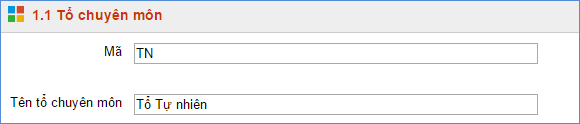 1.1 Tổ chuyên môn
Mã TN
Tên tổ chuyên môn Tổ Tự nhiên